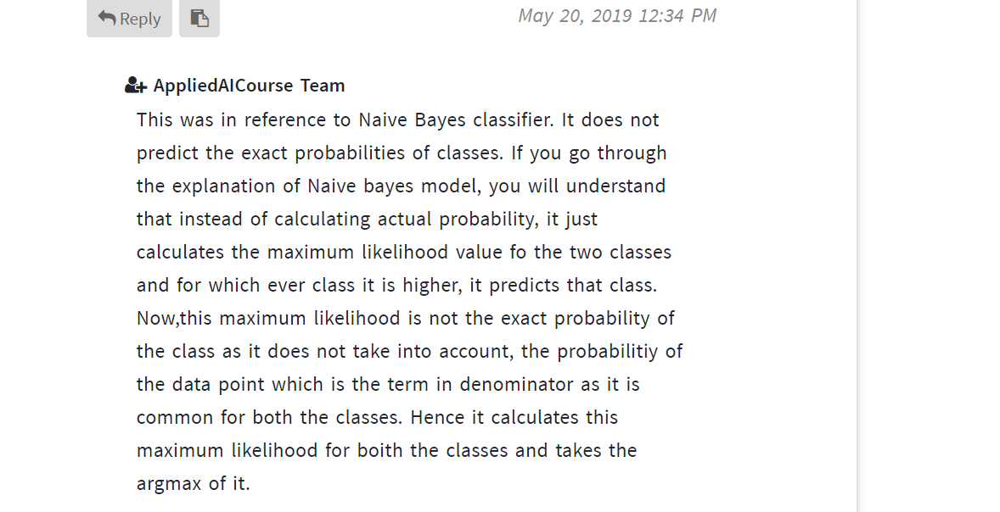 Reply
May 20, 2019 12:34 PM
AppliedAICourse Team
This was in reference to Naive Bayes classifier. It does not
predict the exact probabilities of classes. If you go through
the explanation of Naive bayes model, you will understand
that instead of calculating actual probability, it just
calculates the maximum likelihood value fo the two classes
and for which ever class it is higher, it predicts that class.
Now,this maximum likelihood is not the exact probability of
the class as it does not take into account, the probabilitiy of
the data point which is the term in denominator as it is
common for both the classes. Hence it calculates this
maximum likelihood for boith the classes and takes the
argmax of it.